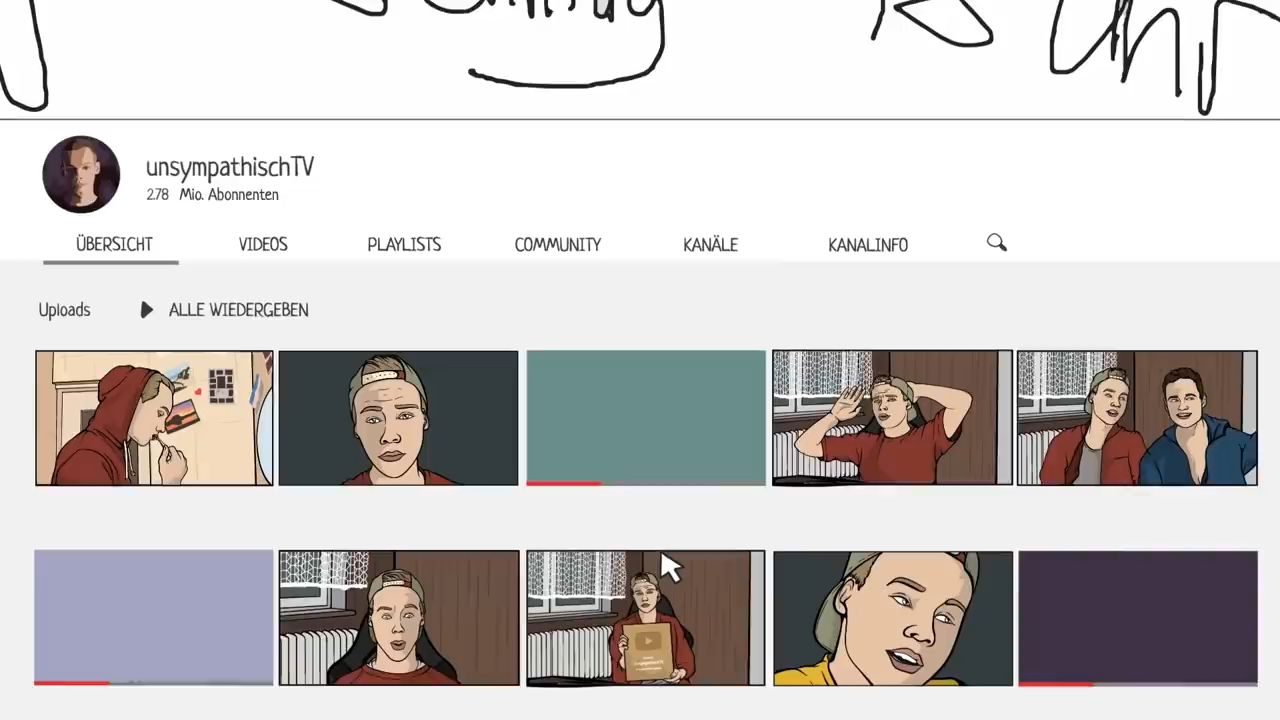 unsympathischTV
2.78 Mio. Abonnenten
ÜBERSICHT VIDEOS PLAYLISTS COMMUNITY KANÄLE KANALINFO
Uploads ALLE WIEDERGEBEN